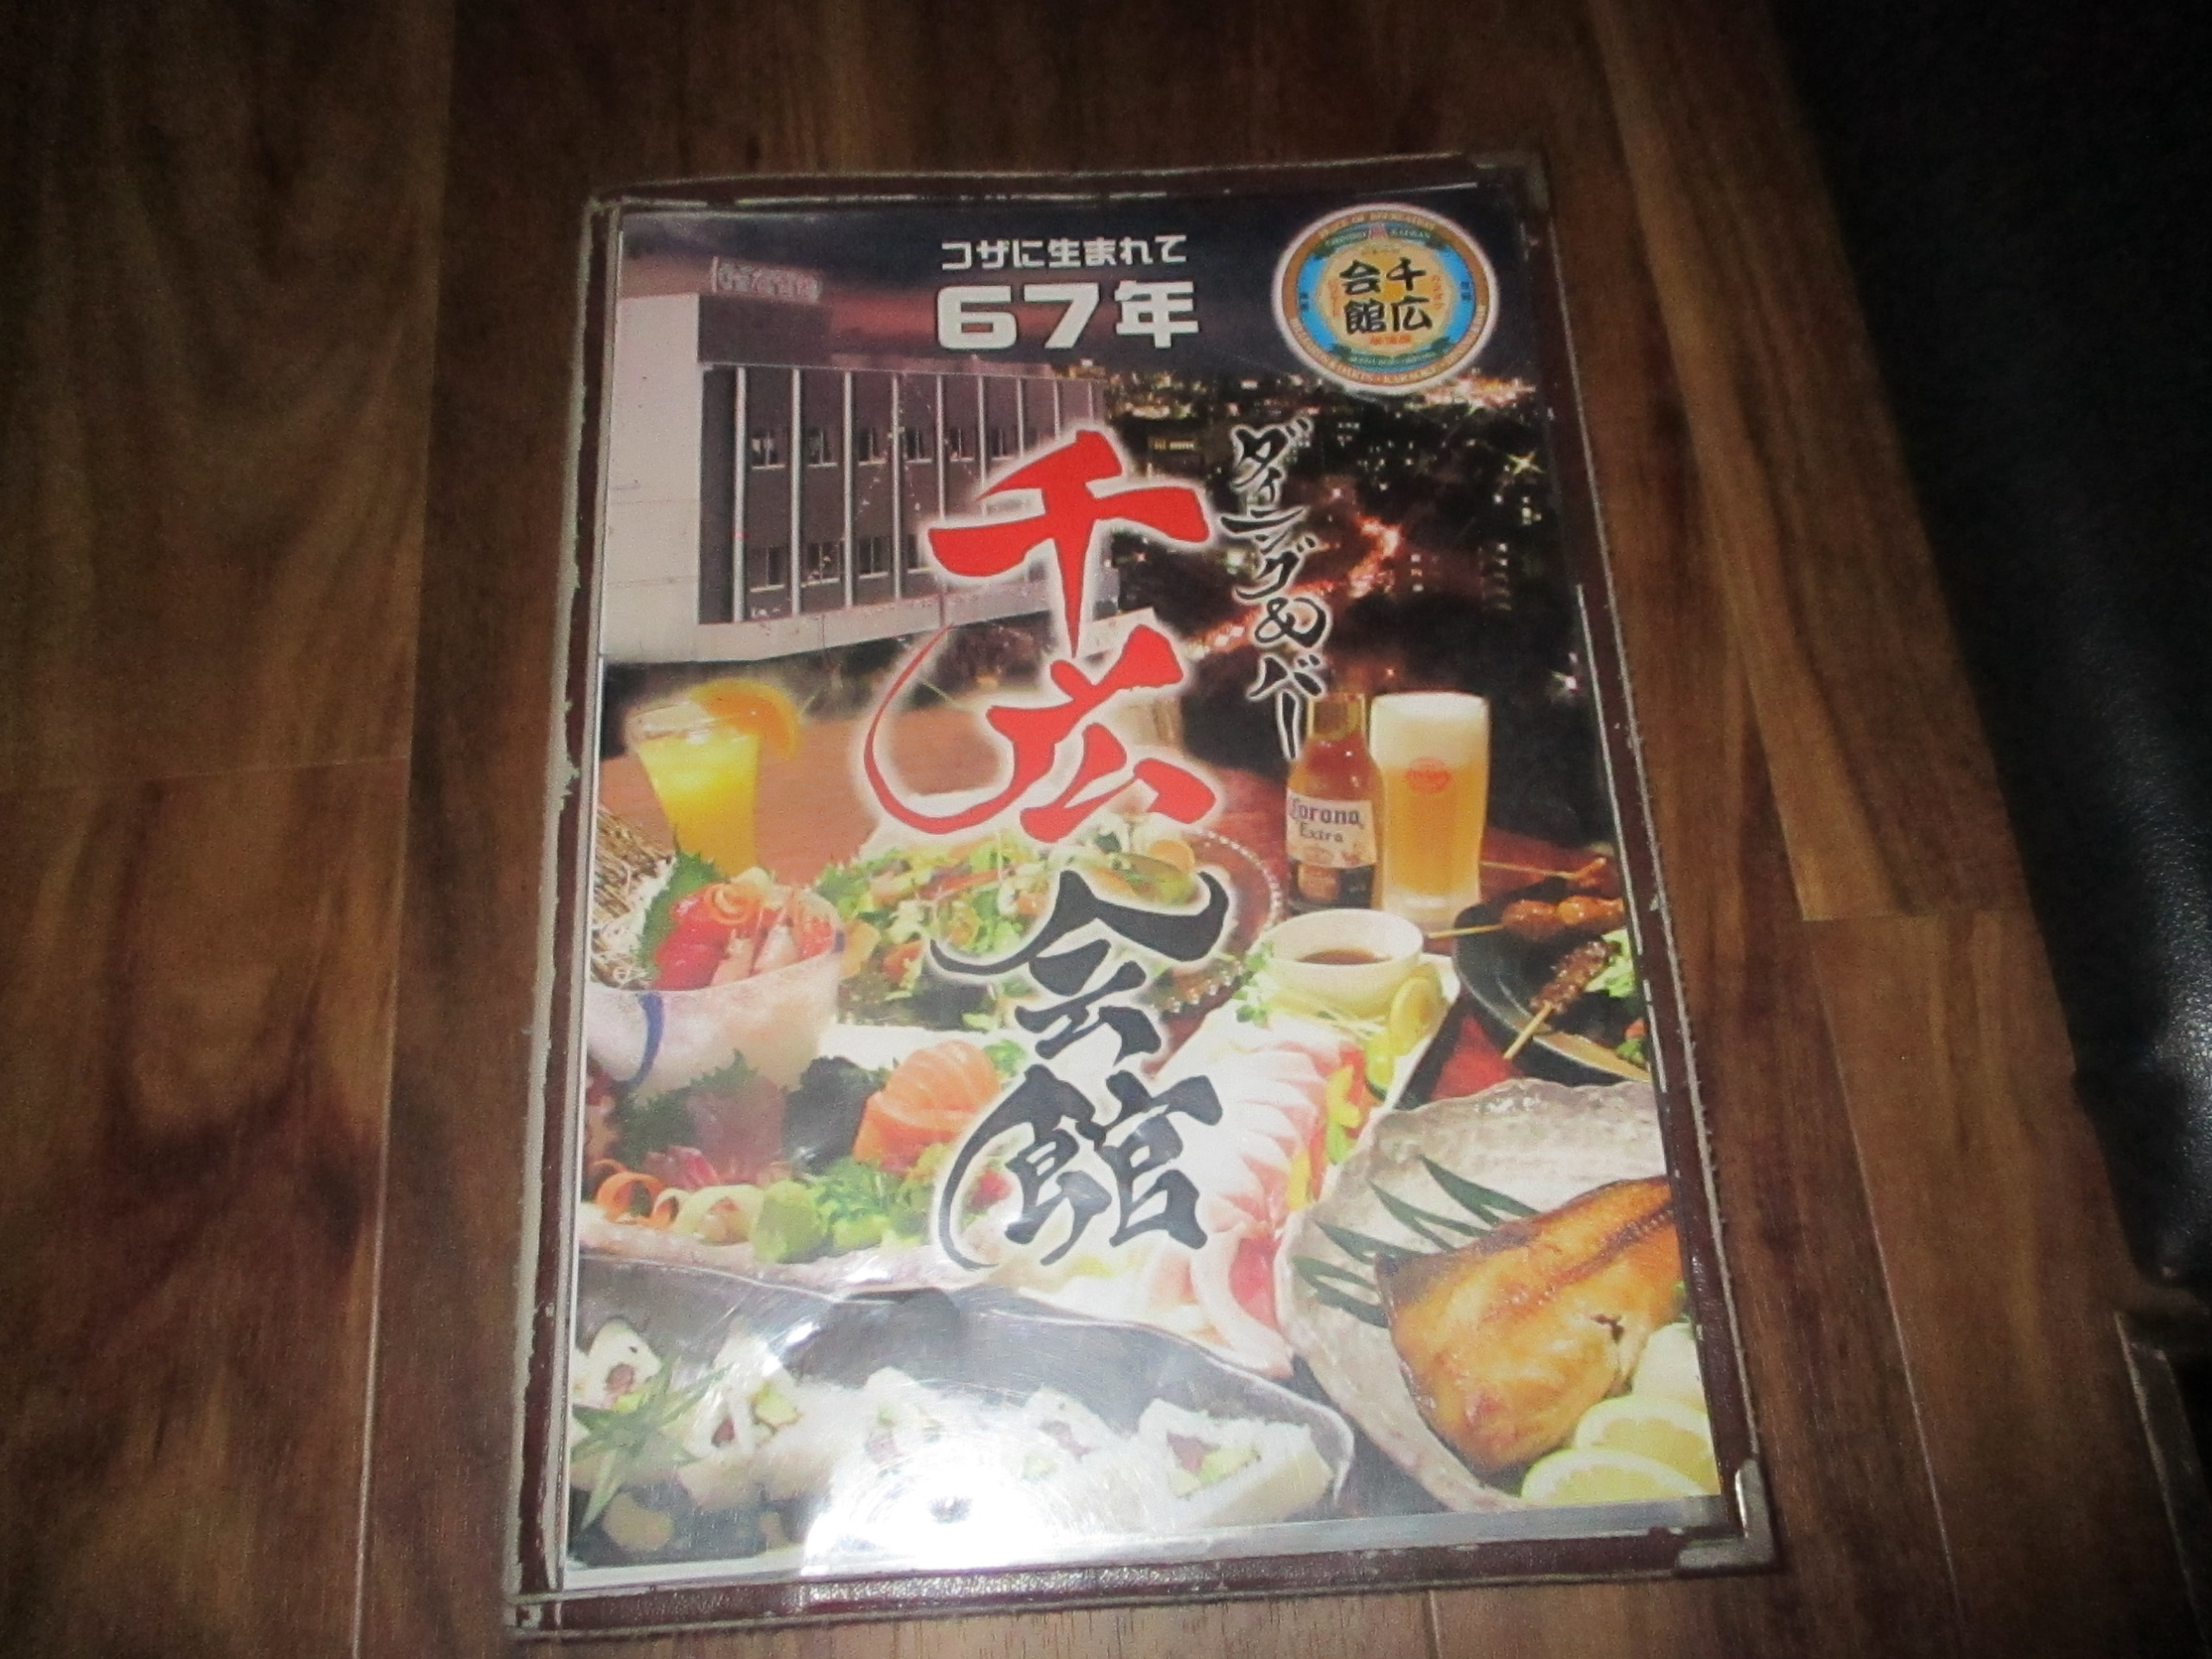 コザに生まれて
67年
千広
会館
ダイニング&バー
千広会館
Corona
Extra